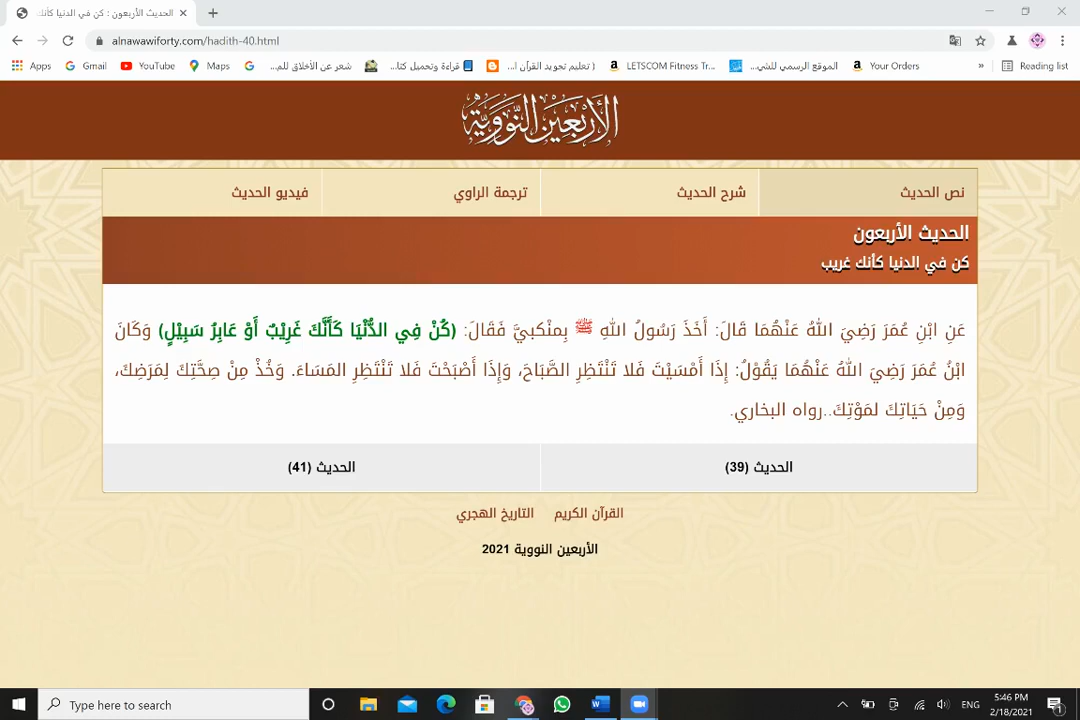 الحديث الأربعون : كن في الدنيا كأنك
alnawawiforty.com/hadith-40.html
Apps Gmail YouTube Maps شعر عن الأخلاق للم... قراءة وتحميل كتا... ( تعليم تجويد القرآن ا... LETSCOM Fitness Tr... الموقع الرسمي للشي... Your Orders » Reading list
الأربعين النووية
نص الحديث شرح الحديث ترجمة الراوي فيديو الحديث
الحديث الأربعون
كن في الدنيا كأنك غريب
عَنِ ابْنِ عُمَرَ رَضِيَ اللهُ عَنْهُمَا قَالَ: أَخَذَ رَسُولُ اللهِ ﷺ بِمنْكبيَّ فَقَالَ: (كُنْ فِي الدُّنْيَا كَأَنَّكَ غَرِيْبٌ أَوْ عَابِرُ سَبِيْلٍ) وَكَانَ
ابْنُ عُمَرَ رَضِيَ اللهُ عَنْهُمَا يَقُوْلُ: إِذَا أَمْسَيْتَ فَلا تَنْتَظِرِ الصَّبَاحَ، وَإِذَا أَصْبَحْتَ فَلا تَنْتَظِرِ المَسَاءَ. وَخُذْ مِنْ صِحَّتِكَ لِمَرَضِكَ،
وَمِنْ حَيَاتِكَ لمَوْتِكَ..رواه البخاري.
الحديث (39) الحديث (41)
القرآن الكريم التاريخ الهجري
الأربعين النووية 2021
Type here to search
ENG
5:46 PM
2/18/2021
1